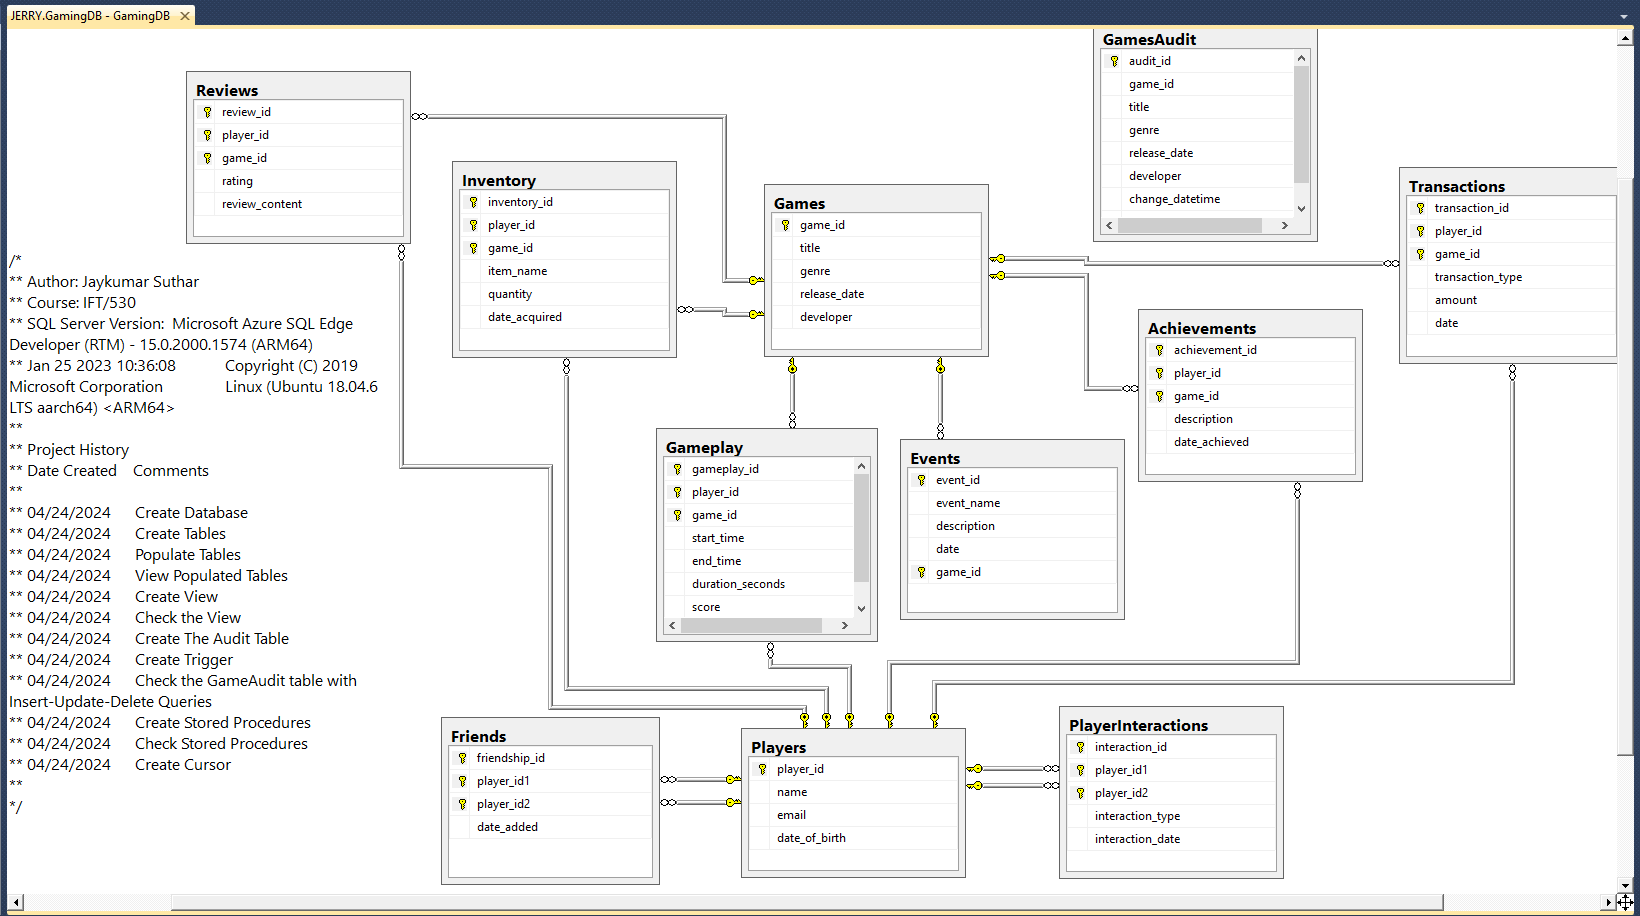 JERRY.GamingDB - GamingDB
GamesAudit
audit_id
game_id
title
genre
release_date
developer
change_datetime
Reviews
review_id
player_id
game_id
rating
review_content
Inventory
inventory_id
player_id
game_id
item_name
quantity
date_acquired
Games
game_id
title
genre
release_date
developer
Transactions
transaction_id
player_id
game_id
transaction_type
amount
date
/*
** Author: Jaykumar Suthar
** Course: IFT/530
** SQL Server Version:  Microsoft Azure SQL Edge
Developer (RTM) - 15.0.2000.1574 (ARM64)
** Jan 25 2023 10:36:08            Copyright (C) 2019
Microsoft Corporation               Linux (Ubuntu 18.04.6
LTS aarch64) <ARM64>
**
** Project History
** Date Created    Comments
**
** 04/24/2024      Create Database
** 04/24/2024      Create Tables
** 04/24/2024      Populate Tables
** 04/24/2024      View Populated Tables
** 04/24/2024      Create View
** 04/24/2024      Check the View
** 04/24/2024      Create The Audit Table
** 04/24/2024      Create Trigger
** 04/24/2024      Check the GameAudit table with
Insert-Update-Delete Queries
** 04/24/2024      Create Stored Procedures
** 04/24/2024      Check Stored Procedures
** 04/24/2024      Create Cursor
**
*/
Achievements
achievement_id
player_id
game_id
description
date_achieved
Gameplay
gameplay_id
player_id
game_id
start_time
end_time
duration_seconds
score
Events
event_id
event_name
description
date
game_id
Friends
friendship_id
player_id1
player_id2
date_added
Players
player_id
name
email
date_of_birth
PlayerInteractions
interaction_id
player_id1
player_id2
interaction_type
interaction_date